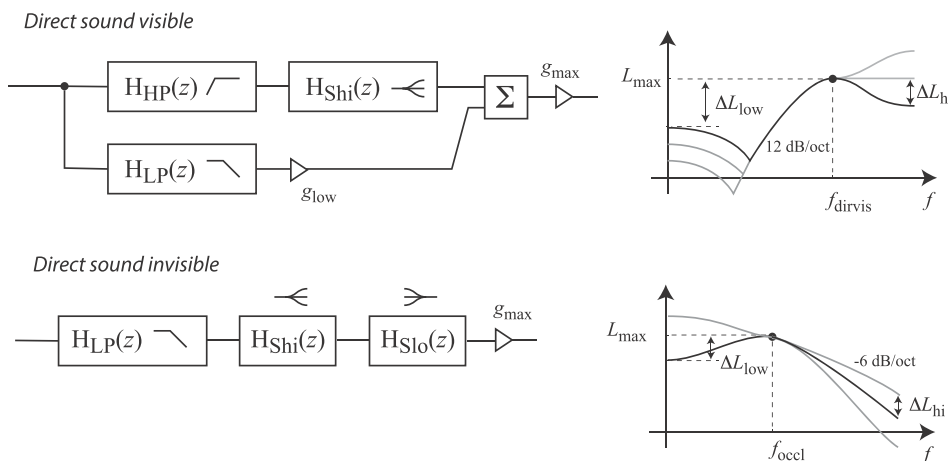 Direct sound visible
H_HP(z)
H_Shi(z)
Σ
g_max
H_LP(z)
g_low
L_max
ΔL_low
ΔL_h
12 dB/oct
f_dirvis
f
Direct sound invisible
H_LP(z)
H_Shi(z)
H_Slo(z)
g_max
L_max
ΔL_low
-6 dB/oct
ΔL_hi
f_occl
f